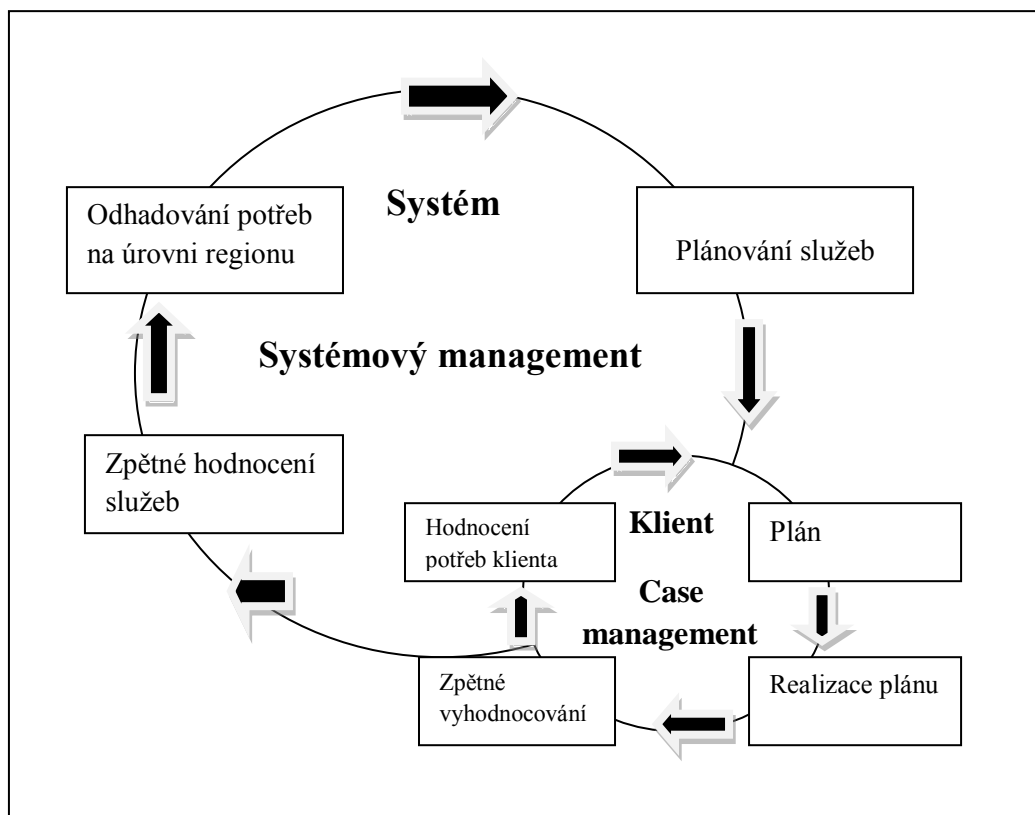 Systém
Odhadování potřeb
na úrovni regionu
Plánování služeb
Systémový management
Zpětné hodnocení
služeb
Hodnocení
potřeb klienta
Klient
Plán
Case
management
Zpětné
vyhodnocování
Realizace plánu